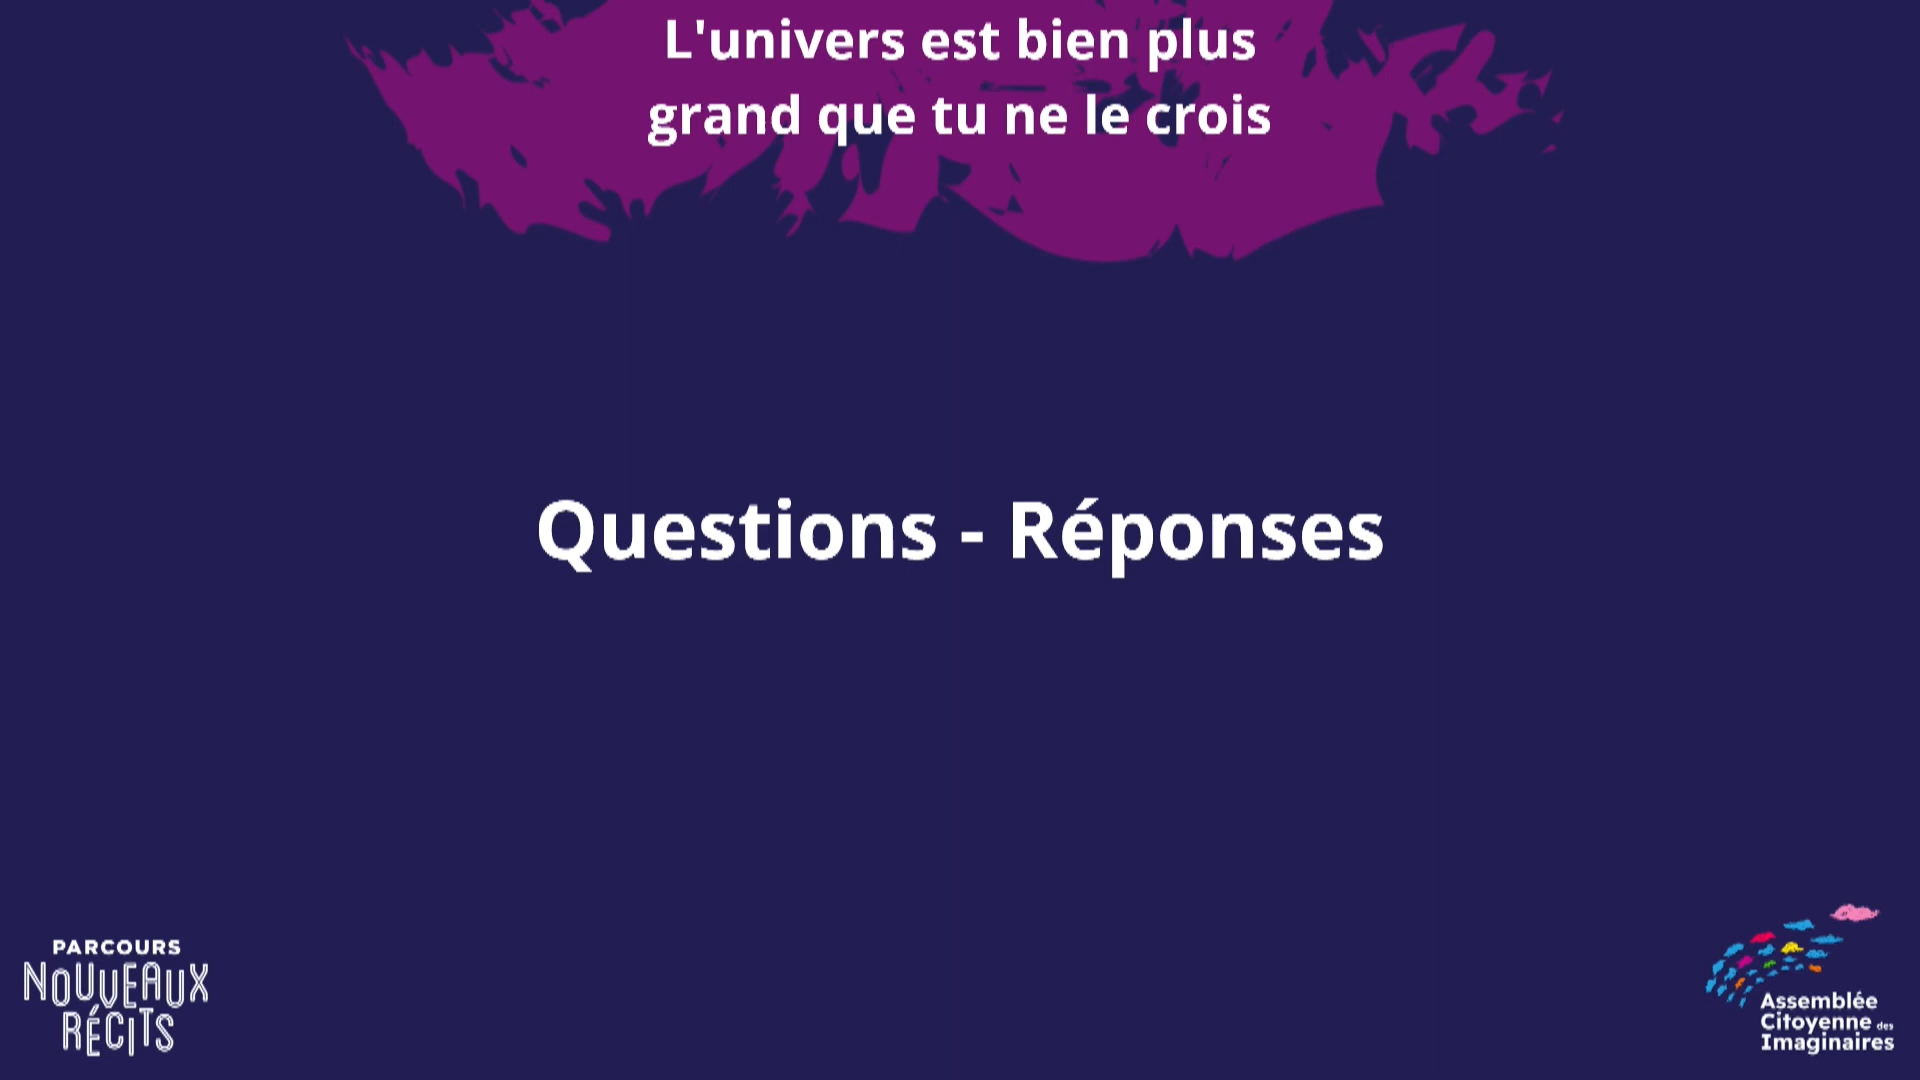 L'univers est bien plus
grand que tu ne le crois
Questions - Réponses
PARCOURS
NOUVEAUX
RÉCITS
Assemblée
Citoyenne des
Imaginaires